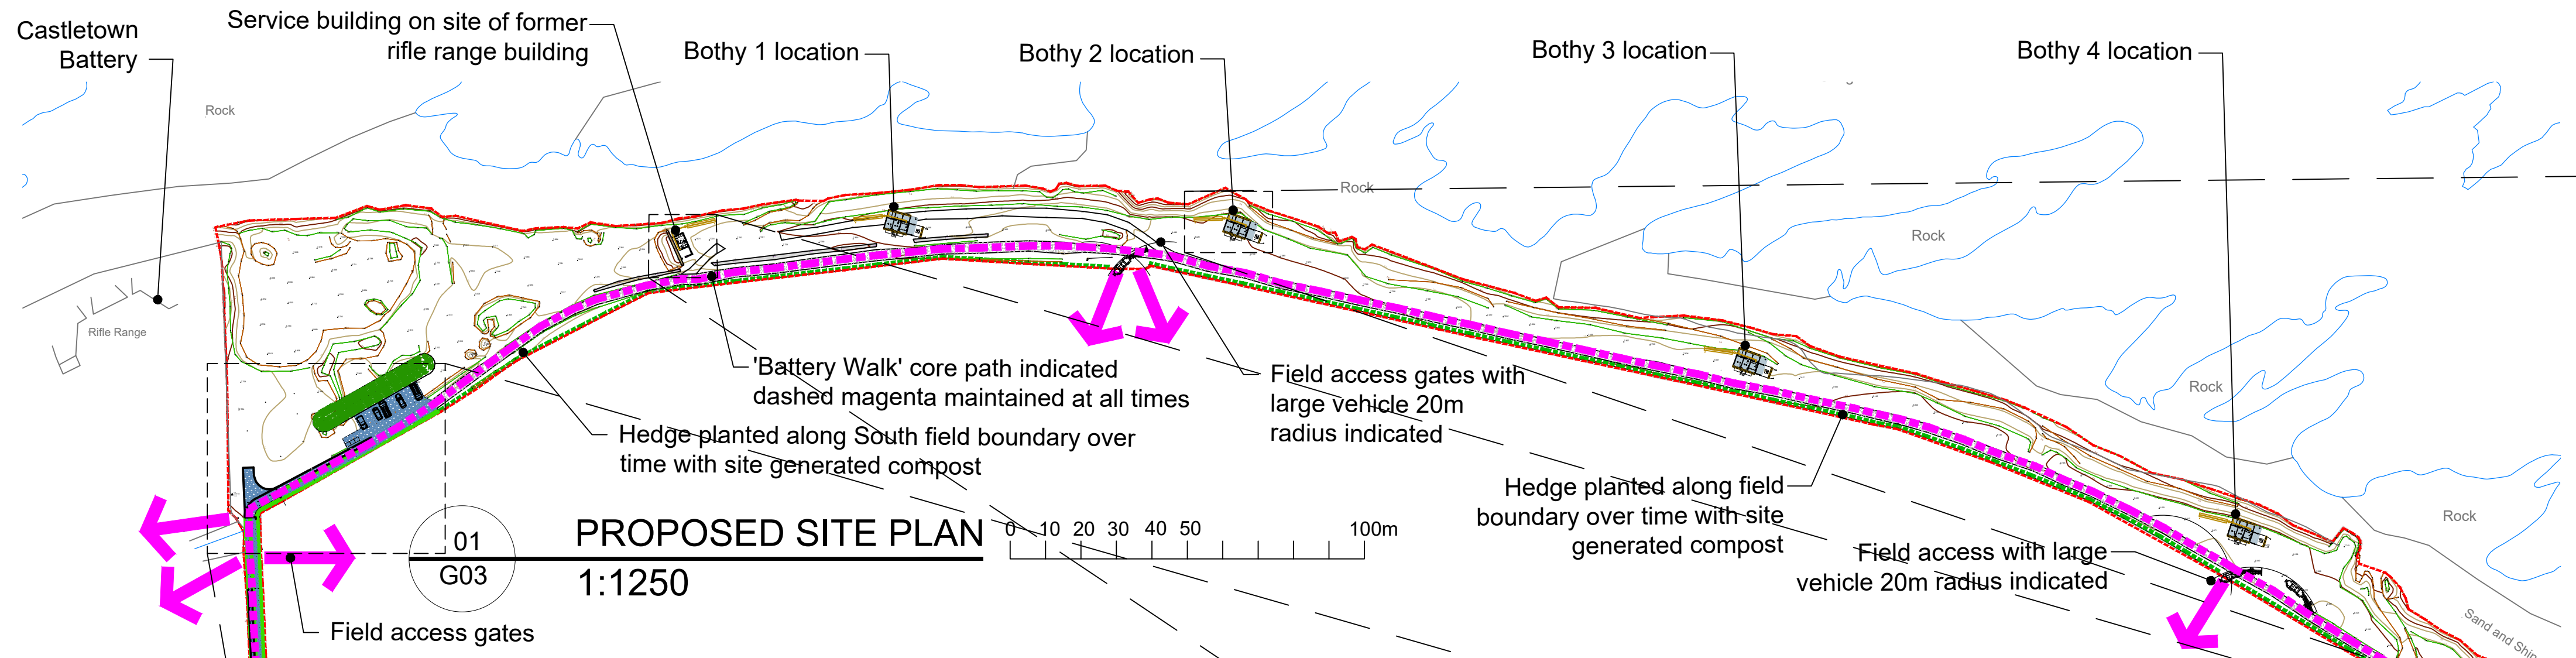 Castletown
Battery
Service building on site of former
rifle range building
Bothy 1 location
Bothy 2 location
Bothy 3 location
Bothy 4 location
Rock
Rock
Rock
Rock
Rock
Rifle Range
'Battery Walk' core path indicated
dashed magenta maintained at all times
Field access gates with
large vehicle 20m
radius indicated
Hedge planted along South field boundary over
time with site generated compost
Hedge planted along field
boundary over time with site
generated compost
Field access with large
vehicle 20m radius indicated
01
G03
PROPOSED SITE PLAN
1:1250
0 10 20 30 40 50 100m
Field access gates
Sand and